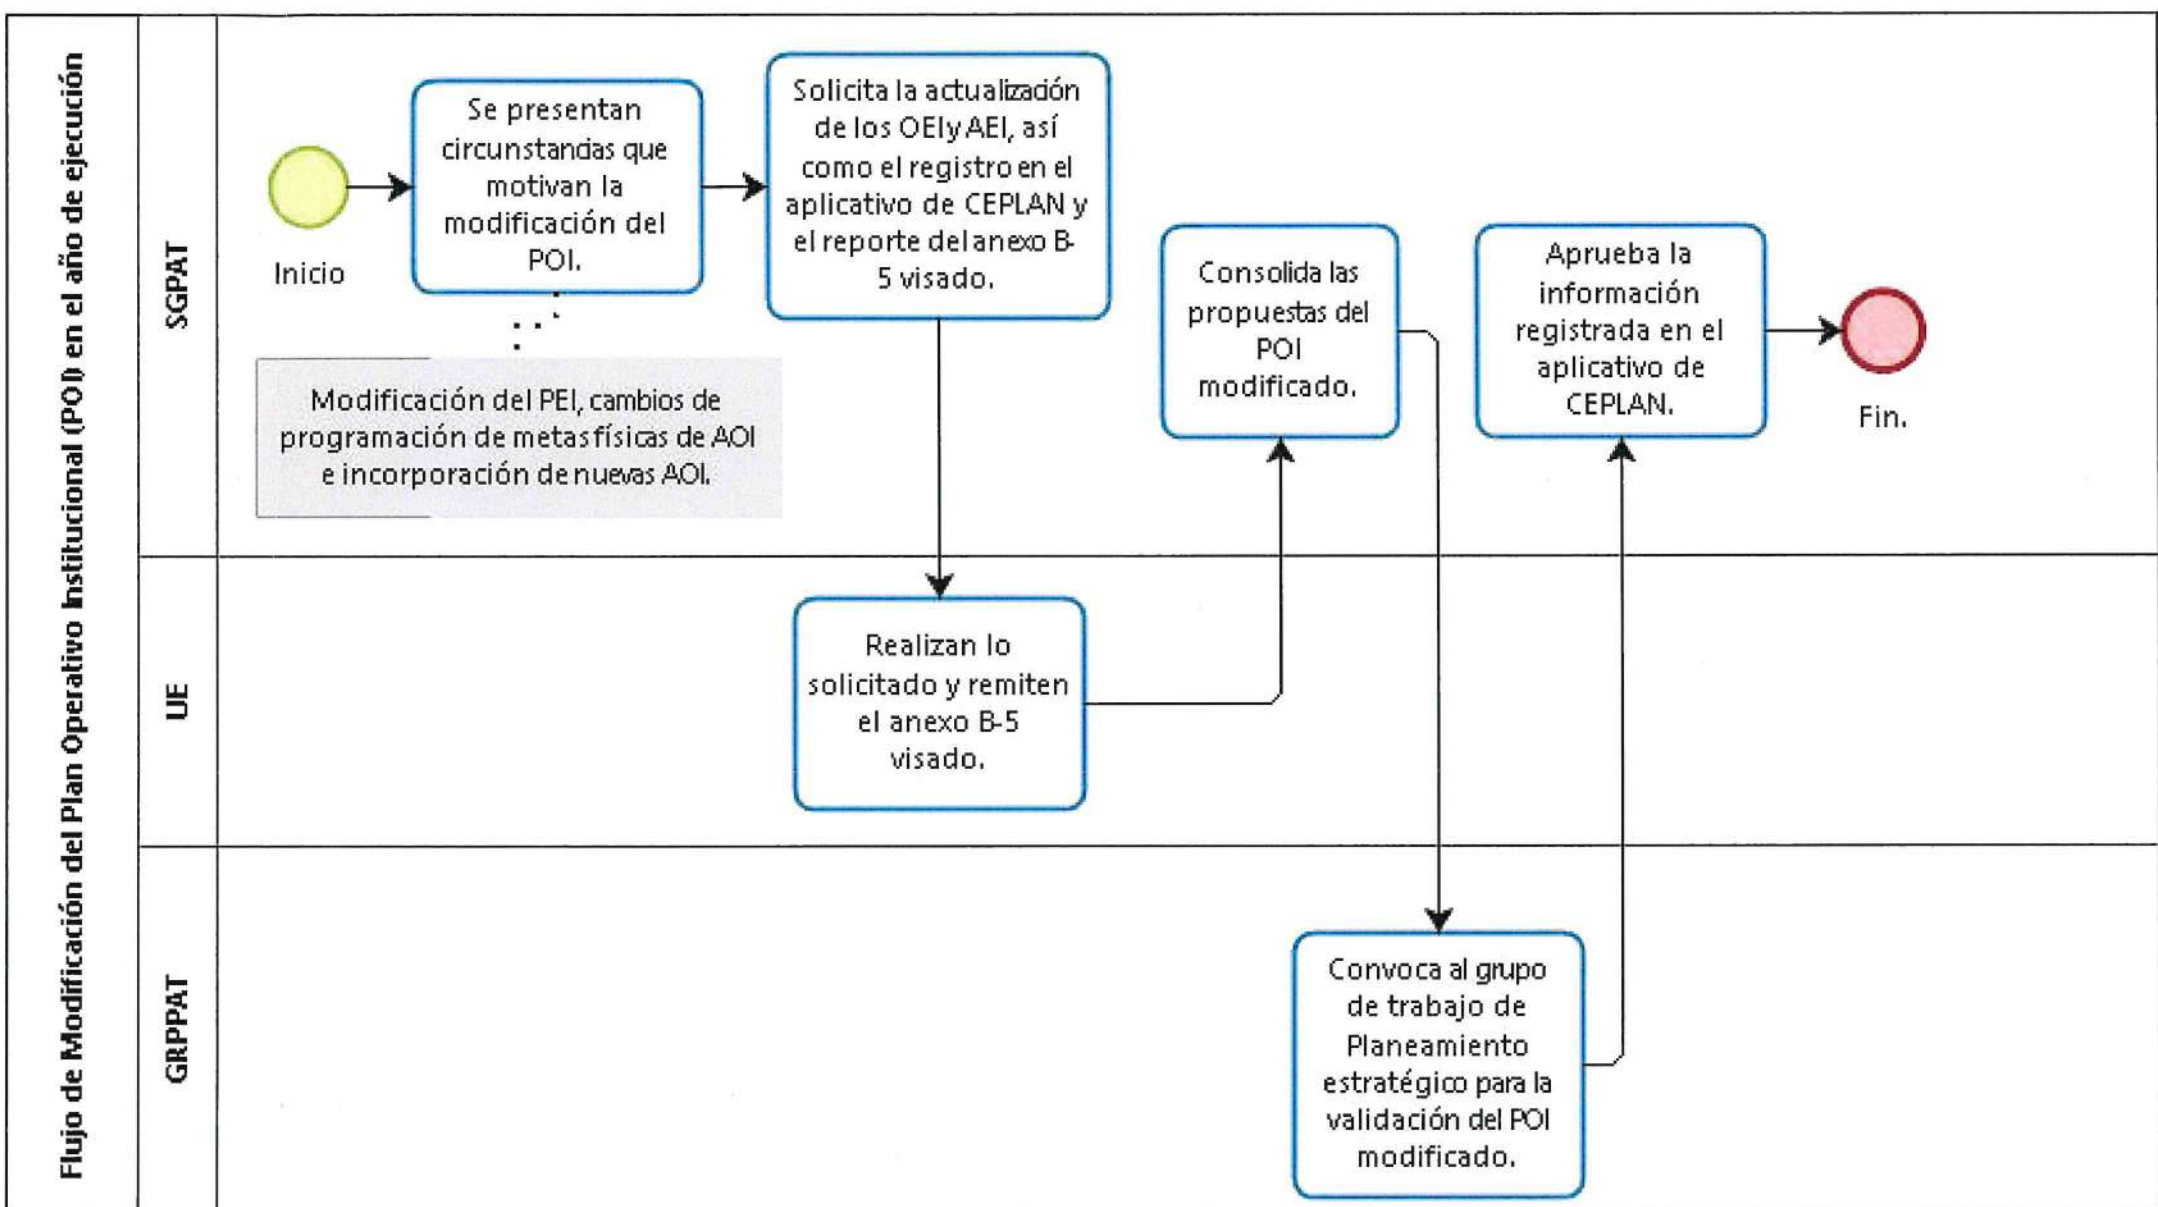 Flujo de Modificación del Plan Operativo Institucional (POI) en el año de ejecución
SGPAT
Inicio
Se presentan
circunstancias que
motivan la
modificación del
POI.
Modificación del PEI, cambios de
programación de metas físicas de AOI
e incorporación de nuevas AOI.
Solicita la actualización
de los OEI y AEI, así
como el registro en el
aplicativo de CEPLAN y
el reporte del anexo B-
5 visado.
Consolida las
propuestas del
POI
modificado.
Aprueba la
información
registrada en el
aplicativo de
CEPLAN.
Fin.
UE
Realizan lo
solicitado y remiten
el anexo B-5
visado.
GRPPAT
Convoca al grupo
de trabajo de
Planeamiento
estratégico para la
validación del POI
modificado.